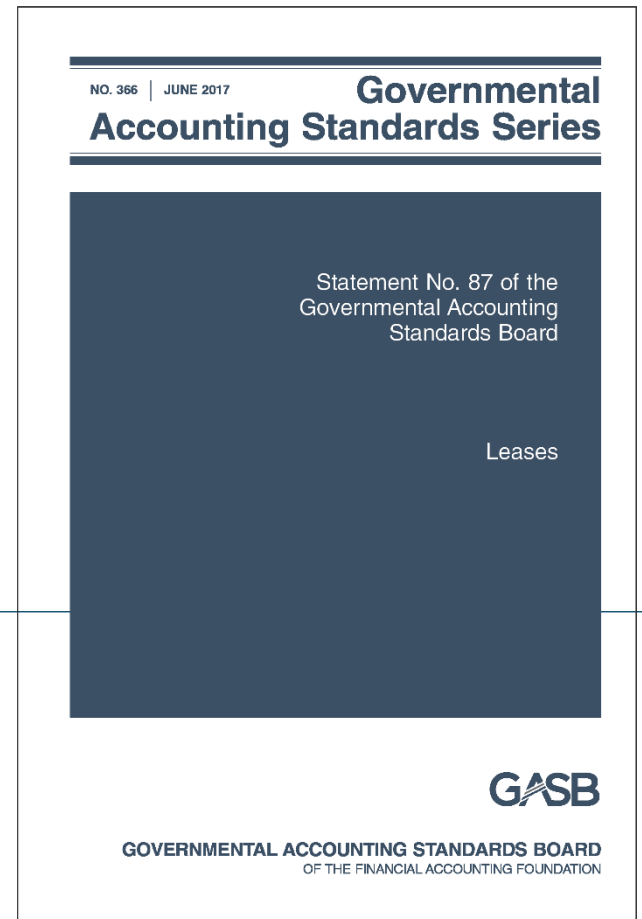 NO. 366 | JUNE 2017
Governmental
Accounting Standards Series
Statement No. 87 of the
Governmental Accounting
Standards Board
Leases
GASB
GOVERNMENTAL ACCOUNTING STANDARDS BOARD
OF THE FINANCIAL ACCOUNTING FOUNDATION